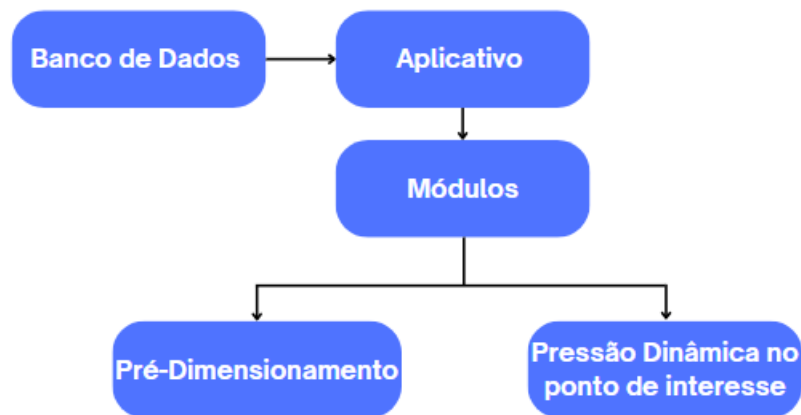 Banco de Dados
Aplicativo
Módulos
Pré-Dimensionamento
Pressão Dinâmica no
ponto de interesse